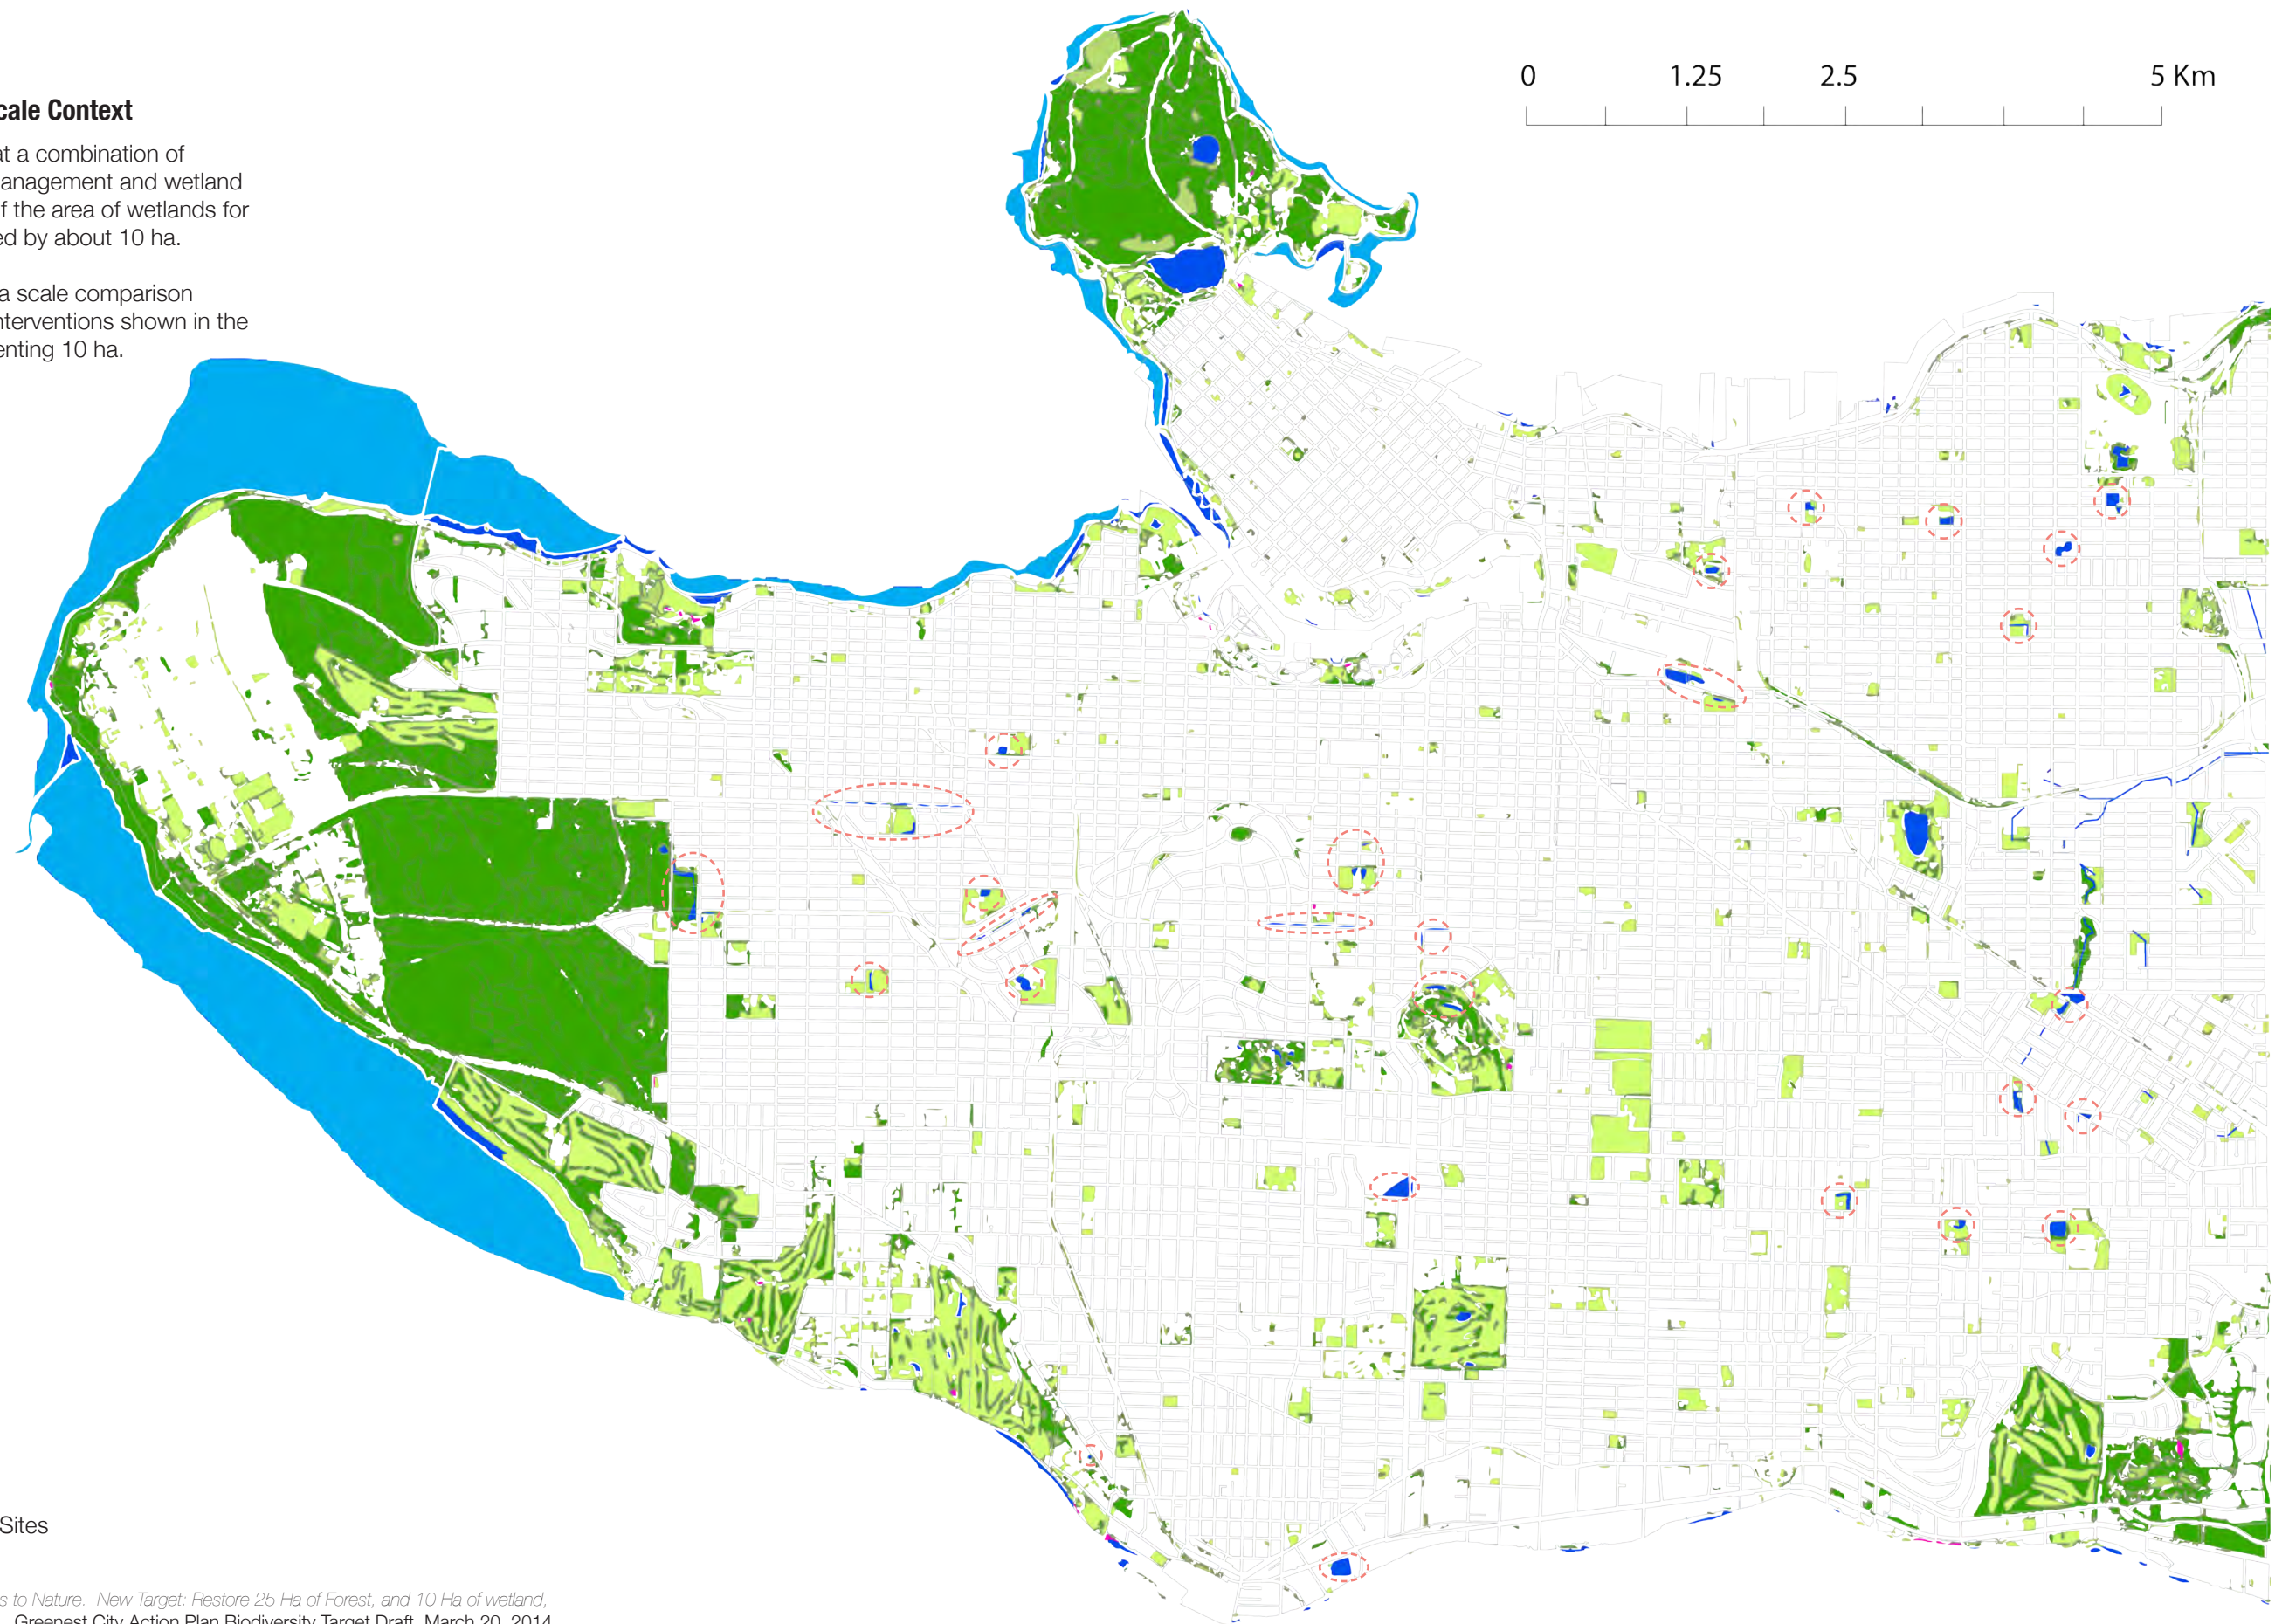 cale Context
at a combination of
anagement and wetland
f the area of wetlands for
ed by about 10 ha.
a scale comparison
nterventions shown in the
enting 10 ha.
0 1.25 2.5 5 Km
Sites
s to Nature. New Target: Restore 25 Ha of Forest, and 10 Ha of wetland,
Greenest City Action Plan Biodiversity Target Draft, March 20, 2014